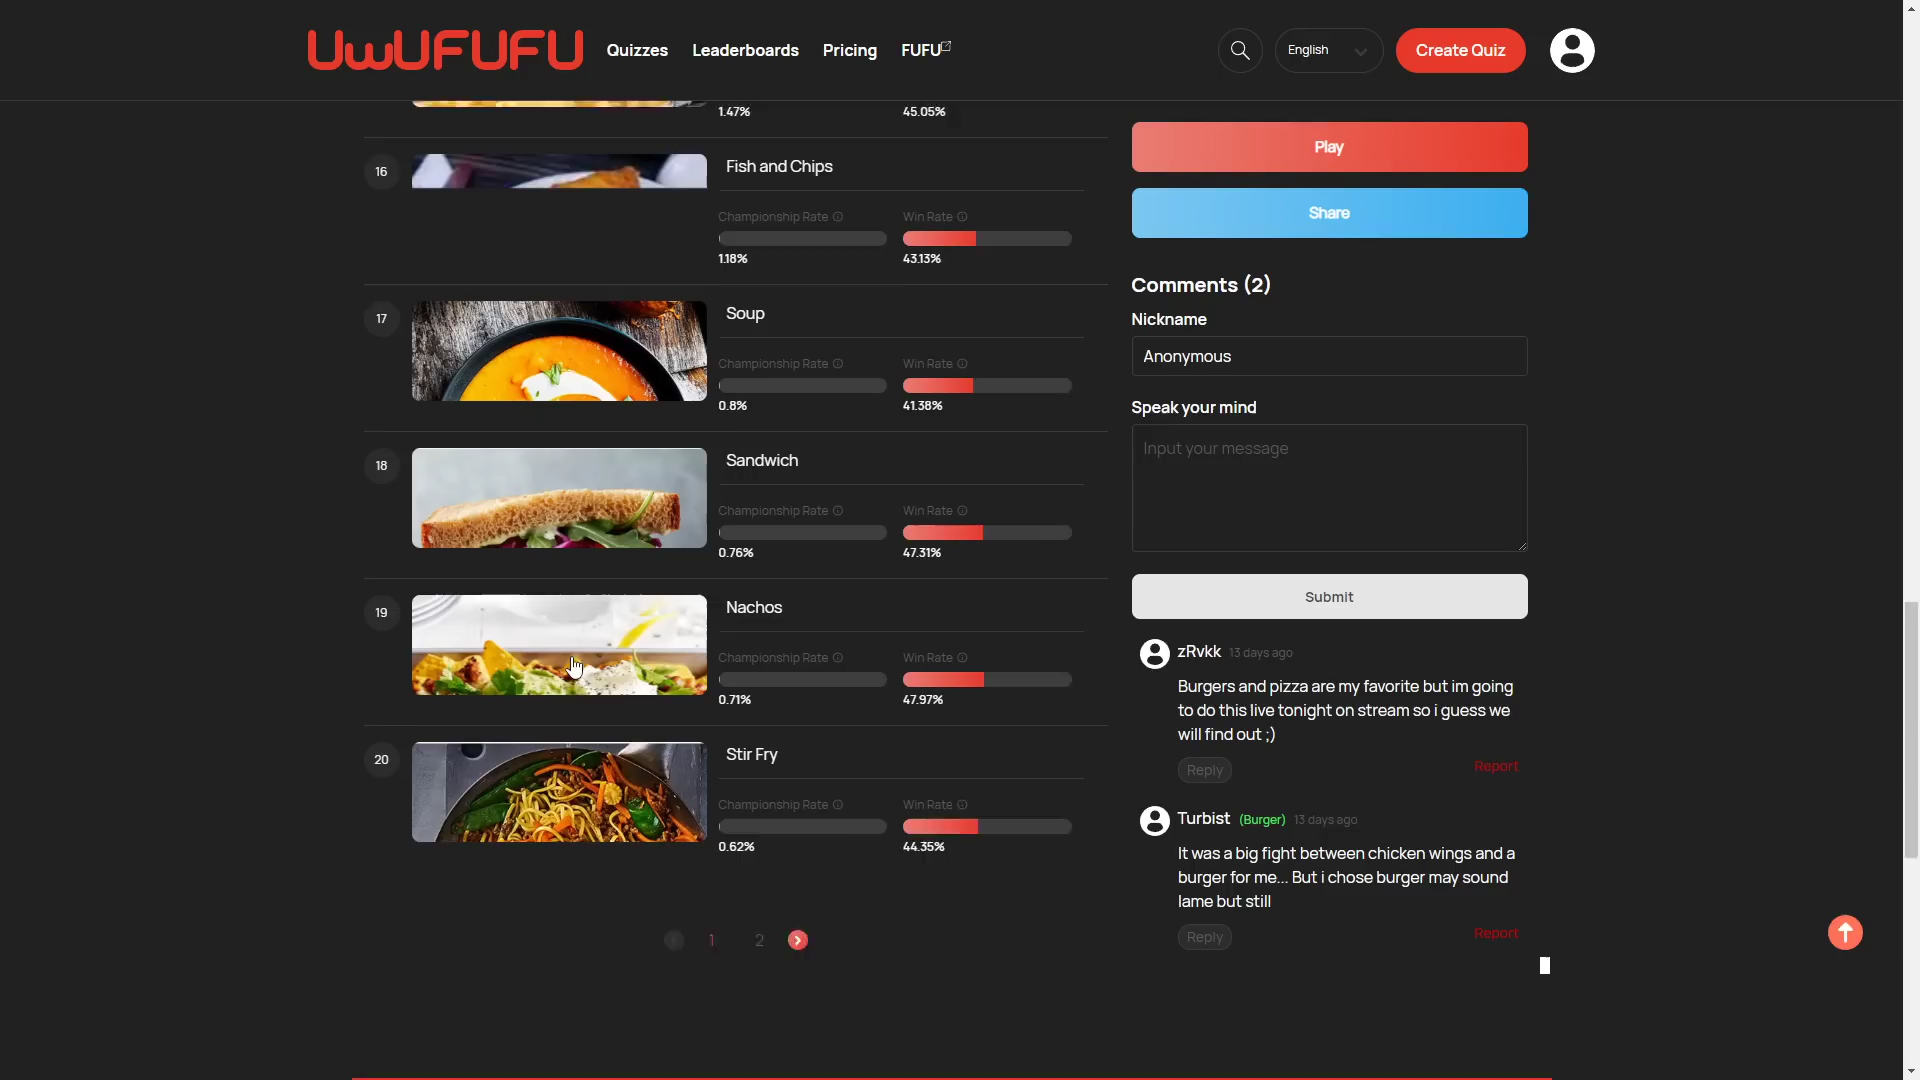 UwUFUFU
Quizzes
Leaderboards
Pricing
FUFU
English
Create Quiz
1.47%
45.05%
16
Fish and Chips
Championship Rate
Win Rate
1.18%
43.13%
17
Soup
Championship Rate
Win Rate
0.8%
41.38%
18
Sandwich
Championship Rate
Win Rate
0.76%
47.31%
19
Nachos
Championship Rate
Win Rate
0.71%
47.97%
20
Stir Fry
Championship Rate
Win Rate
0.62%
44.35%
1
2
Play
Share
Comments (2)
Nickname
Anonymous
Speak your mind
Input your message
Submit
zRvkk 13 days ago
Burgers and pizza are my favorite but im going
to do this live tonight on stream so i guess we
will find out ;)
Reply
Report
Turbist (Burger) 13 days ago
It was a big fight between chicken wings and a
burger for me... But i chose burger may sound
lame but still
Reply
Report